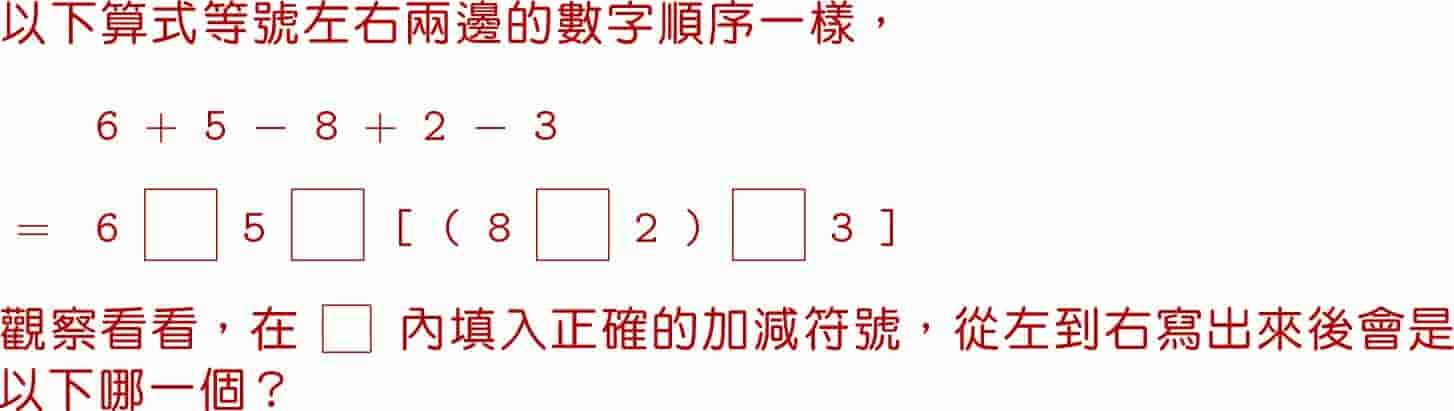 以下算式等號左右兩邊的數字順序一樣，
6 + 5 − 8 + 2 − 3
= 6 □ 5 □ [ ( 8 □ 2 ) □ 3 ]
觀察看看，在 □ 內填入正確的加減符號，從左到右寫出來後會是
以下哪一個？